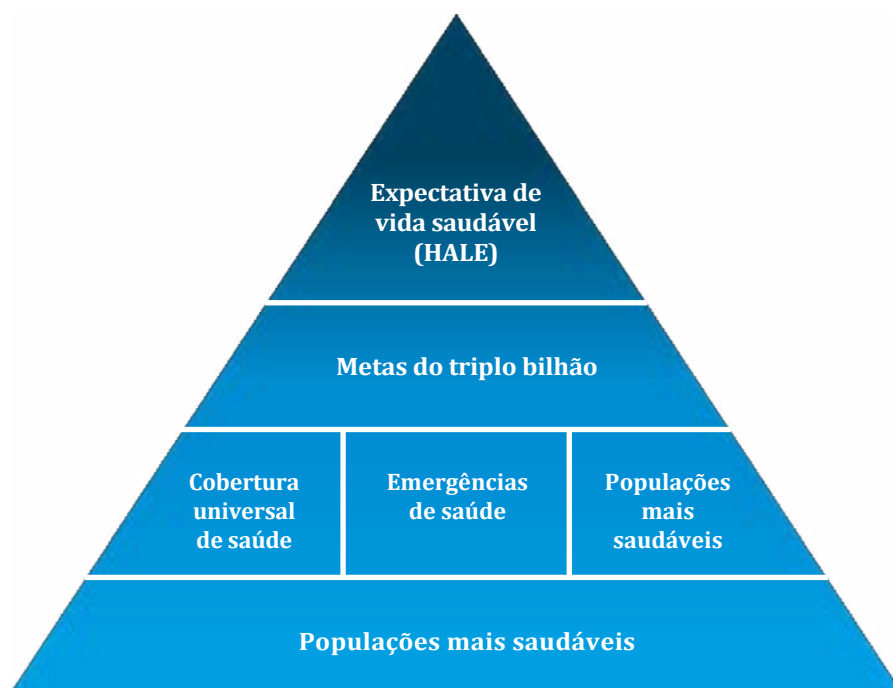 Expectativa de
vida saudável
(HALE)
Metas do triplo bilhão
Cobertura
universal
de saúde
Emergências
de saúde
Populações
mais
saudáveis
Populações mais saudáveis